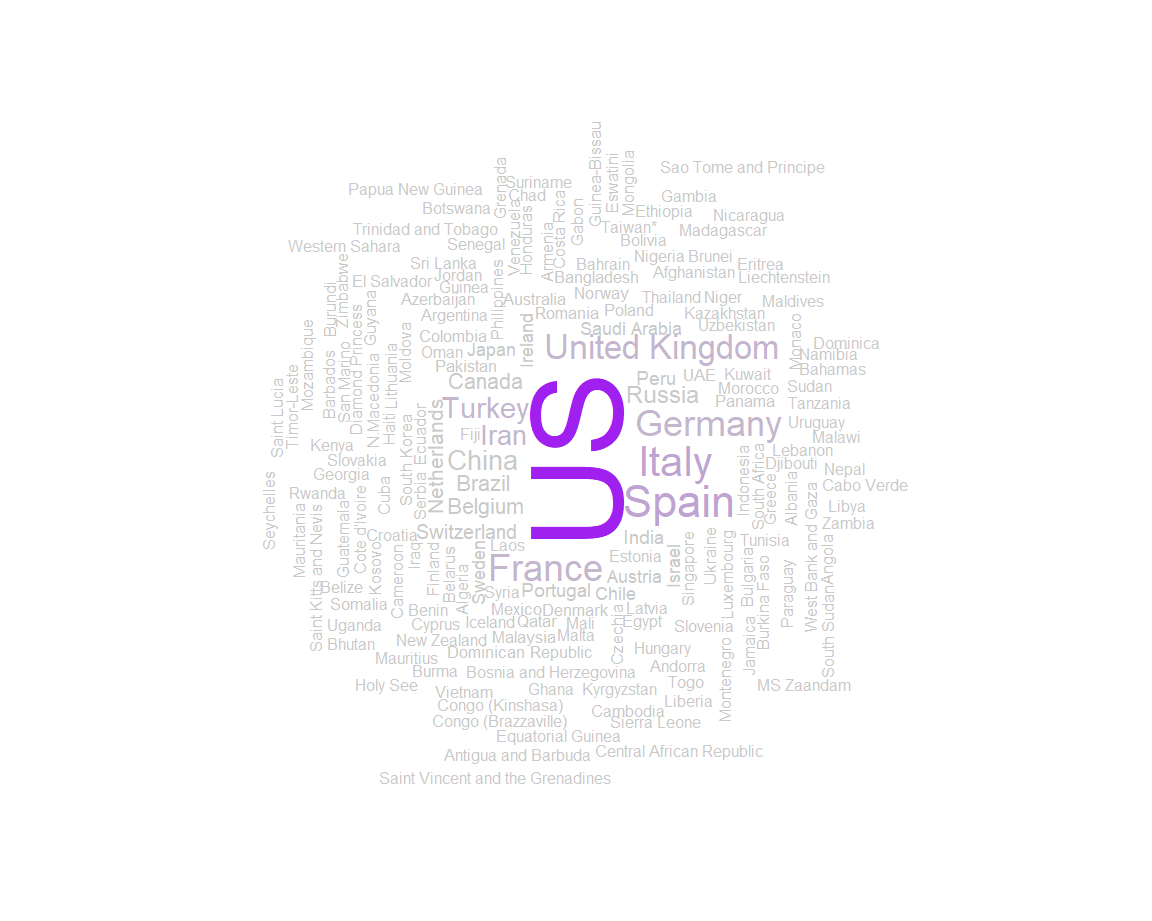 Guinea-Bissau
Eswatini
Mongolia
Sao Tome and Principe
Grenada
Suriname
Papua New Guinea
Chad
Costa Rica
Gambia
Botswana
Gabon
Ethiopia
Nicaragua
Venezuela
Honduras
Armenia
Taiwan*
Madagascar
Trinidad and Tobago
Bolivia
Western Sahara
Senegal
Nigeria
Brunei
Sri Lanka
Bahrain
Eritrea
Zimbabwe
Jordan
Afghanistan
El Salvador
Bangladesh
Liechtenstein
Guinea
Philippines
Norway
Thailand
Niger
Azerbaijan
Australia
Maldives
Burundi
Guyana
Argentina
Romania
Poland
Kazakhstan
Saudi Arabia
Uzbekistan
Colombia
Ireland
United Kingdom
Monaco
Dominica
Mozambique
Diamond Princess
Moldova
Oman
Japan
Namibia
Pakistan
Bahamas
Barbados
San Marino
N.Macedonia
Lithuania
Canada
US
Peru
UAE
Kuwait
Morocco
Sudan
Saint Lucia
Timor-Leste
Haiti
Turkey
Russia
Panama
Tanzania
Ecuador
Netherlands
Fiji
Iran
Germany
Uruguay
Malawi
Kenya
South Korea
China
Italy
Lebanon
Slovakia
Djibouti
Georgia
Serbia
Brazil
Indonesia
South Africa
Greece
Albania
Nepal
Cabo Verde
Seychelles
Rwanda
Cuba
Belgium
Spain
Libya
Mauritania
Saint Kitts and Nevis
Guatemala
Cote d'Ivoire
Croatia
Switzerland
India
West Bank and Gaza
Zambia
Kosovo
Iraq
Laos
Estonia
Ukraine
Tunisia
Angola
Cameroon
Finland
Belarus
Algeria
Sweden
France
Austria
Israel
Singapore
Luxembourg
Bulgaria
Burkina Faso
Paraguay
Belize
Syria
Portugal
Chile
Somalia
Benin
Mexico
Denmark
Latvia
Uganda
Cyprus
Iceland
Qatar
Mali
Czechia
Egypt
Slovenia
South Sudan
Bhutan
New Zealand
Malaysia
Malta
Jamaica
Mauritius
Dominican Republic
Hungary
Montenegro
Burma
Bosnia and Herzegovina
Andorra
Holy See
Vietnam
Ghana
Kyrgyzstan
Togo
MS Zaandam
Congo (Kinshasa)
Cambodia
Liberia
Congo (Brazzaville)
Sierra Leone
Equatorial Guinea
Antigua and Barbuda
Central African Republic
Saint Vincent and the Grenadines